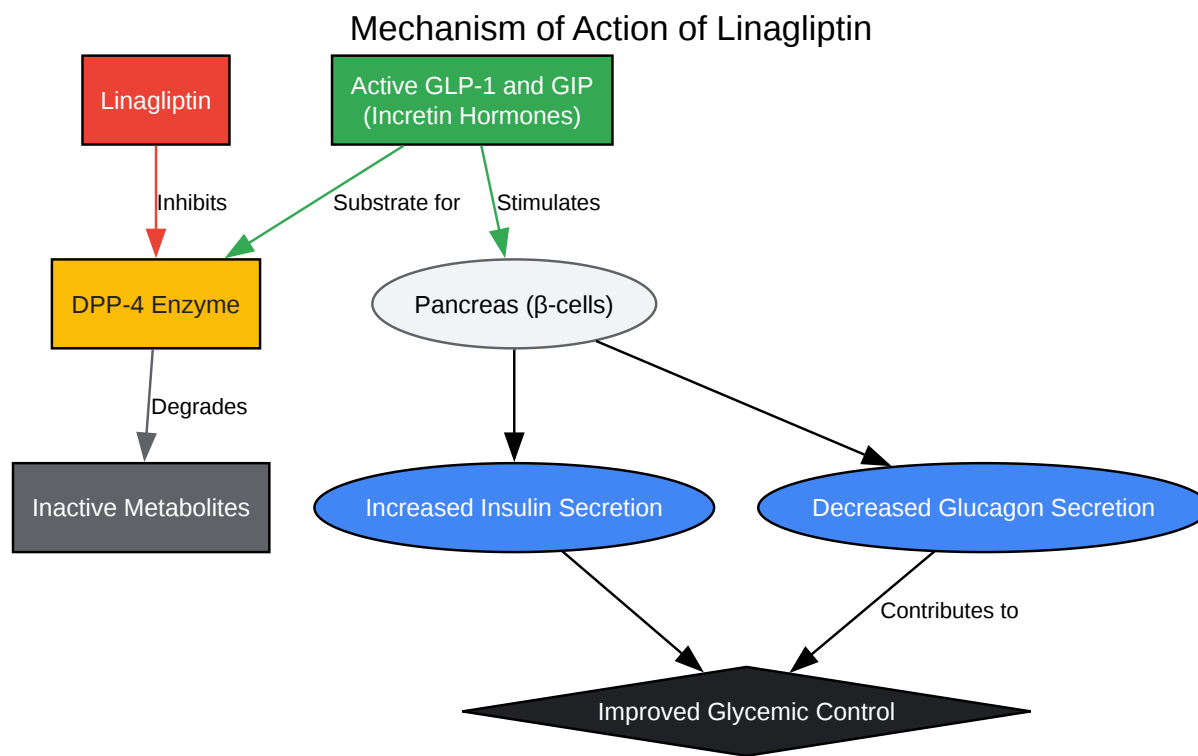 Mechanism of Action of Linagliptin
Linagliptin
Active GLP-1 and GIP
(Incretin Hormones)
Inhibits
Substrate for
Stimulates
DPP-4 Enzyme
Pancreas (β-cells)
Degrades
Inactive Metabolites
Increased Insulin Secretion
Decreased Glucagon Secretion
Contributes to
Improved Glycemic Control